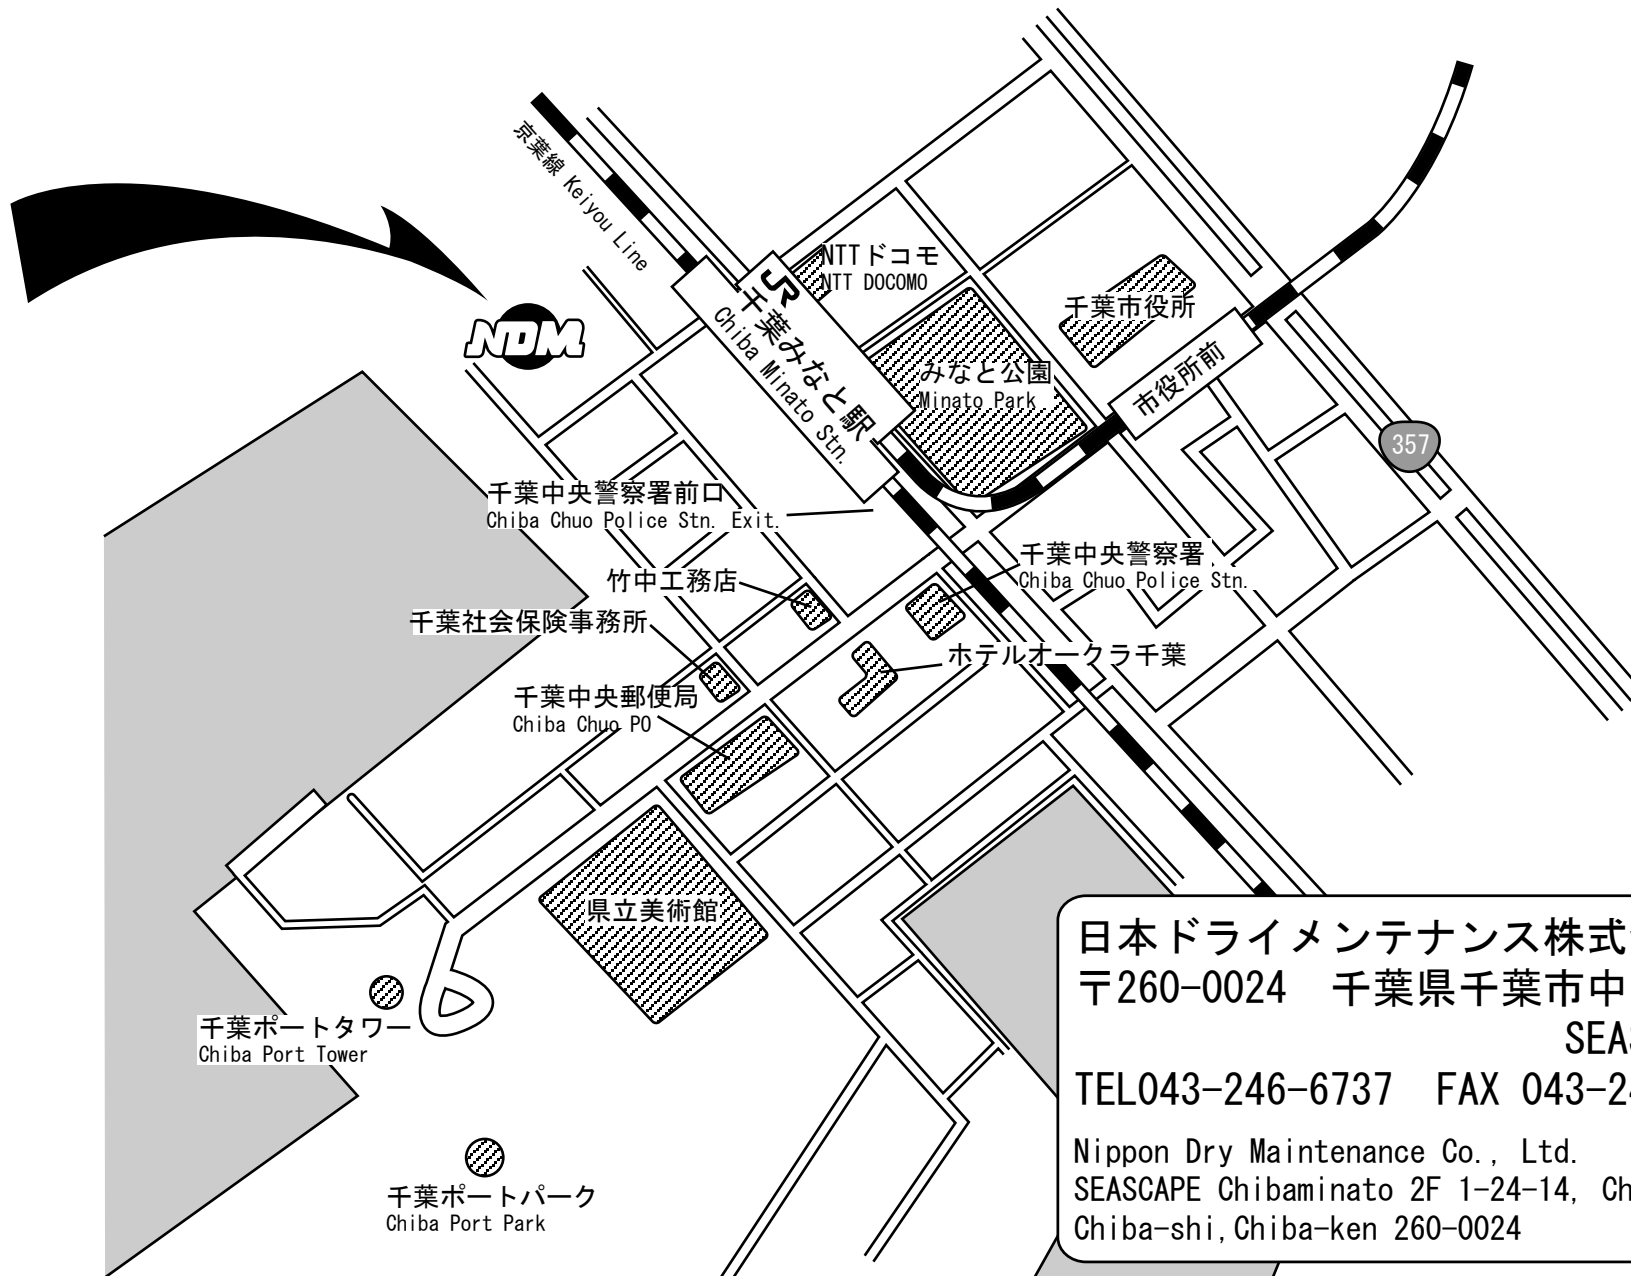 京葉線 Keiyou Line
NTTドコモ
NTT DOCOMO
JR
千葉みなと駅
Chiba Minato Stn.
千葉市役所
NDM
みなと公園
Minato Park
市役所前
357
千葉中央警察署前口
Chiba Chuo Police Stn. Exit.
千葉中央警察署
Chiba Chuo Police Stn.
竹中工務店
千葉社会保険事務所
ホテルオークラ千葉
千葉中央郵便局
Chiba Chuo PO
県立美術館
千葉ポートタワー
Chiba Port Tower
千葉ポートパーク
Chiba Port Park
日本ドライメンテナンス株式
〒260-0024 千葉県千葉市中
SEAS
TEL043-246-6737 FAX 043-24
Nippon Dry Maintenance Co., Ltd.
SEASCAPE Chibaminato 2F 1-24-14, Ch
Chiba-shi,Chiba-ken 260-0024